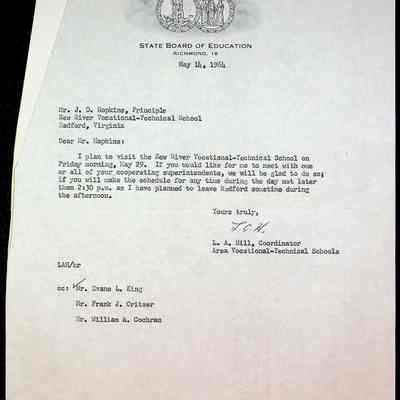 STATE BOARD OF EDUCATION
RICHMOND, 16
May 14, 1964
Mr. J. D. Hopkins, Principle
New River Vocational-Technical School
Radford, Virginia
Dear Mr. Hopkins:
I plan to visit the New River Vocational-Technical School on
Friday morning, May 29. If you would like for me to meet with one
or all of your cooperating superintendents, we will be glad to do so;
if you will make the schedule for any time during the day not later
than 2:30 p.m. as I have planned to leave Radford sometime during
the afternoon.
Yours truly,
L. A. Hill, Coordinator
Area Vocational-Technical Schools
LAH/kr
cc: Mr. Evans L. King
Mr. Frank J. Critzer
Mr. William A. Cochran